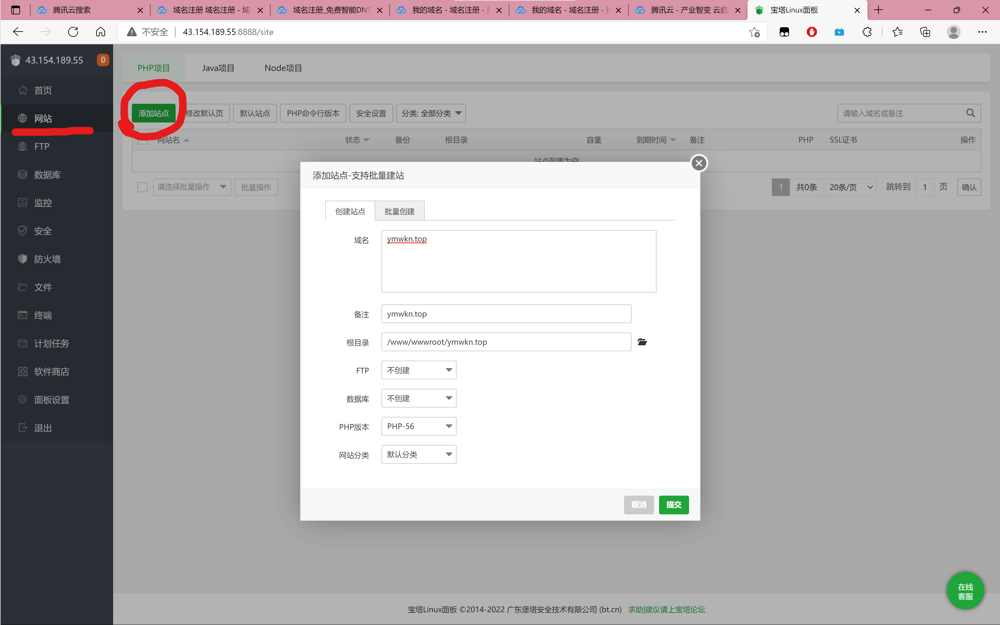 腾讯云搜索
域名注册 域名注册 - 域
域名注册_免费智能DNS
我的域名 - 域名注册 -
我的域名 - 域名注册 -
腾讯云 - 产业智变 云启
宝塔Linux面板
不安全
43.154.189.55:8888/site
43.154.189.55
0
首页
网站
FTP
数据库
监控
安全
防火墙
文件
终端
计划任务
软件商店
面板设置
退出
PHP项目
Java项目
Node项目
添加站点
修改默认页
默认站点
PHP命令行版本
安全设置
分类: 全部分类
请输入域名或备注
网站名
状态
备份
根目录
容量
到期时间
备注
PHP
SSL证书
操作
站点列表为空
请选择批量操作
批量操作
1
共0条
20条/页
跳转到
1
页
确认
添加站点-支持批量建站
创建站点
批量创建
域名
ymwkn.top
备注
ymwkn.top
根目录
/www/wwwroot/ymwkn.top
FTP
不创建
数据库
不创建
PHP版本
PHP-56
网站分类
默认分类
取消
提交
在线
客服
宝塔Linux面板 ©2014-2022 广东堡塔安全技术有限公司 (bt.cn)
求助|建议请上宝塔论坛